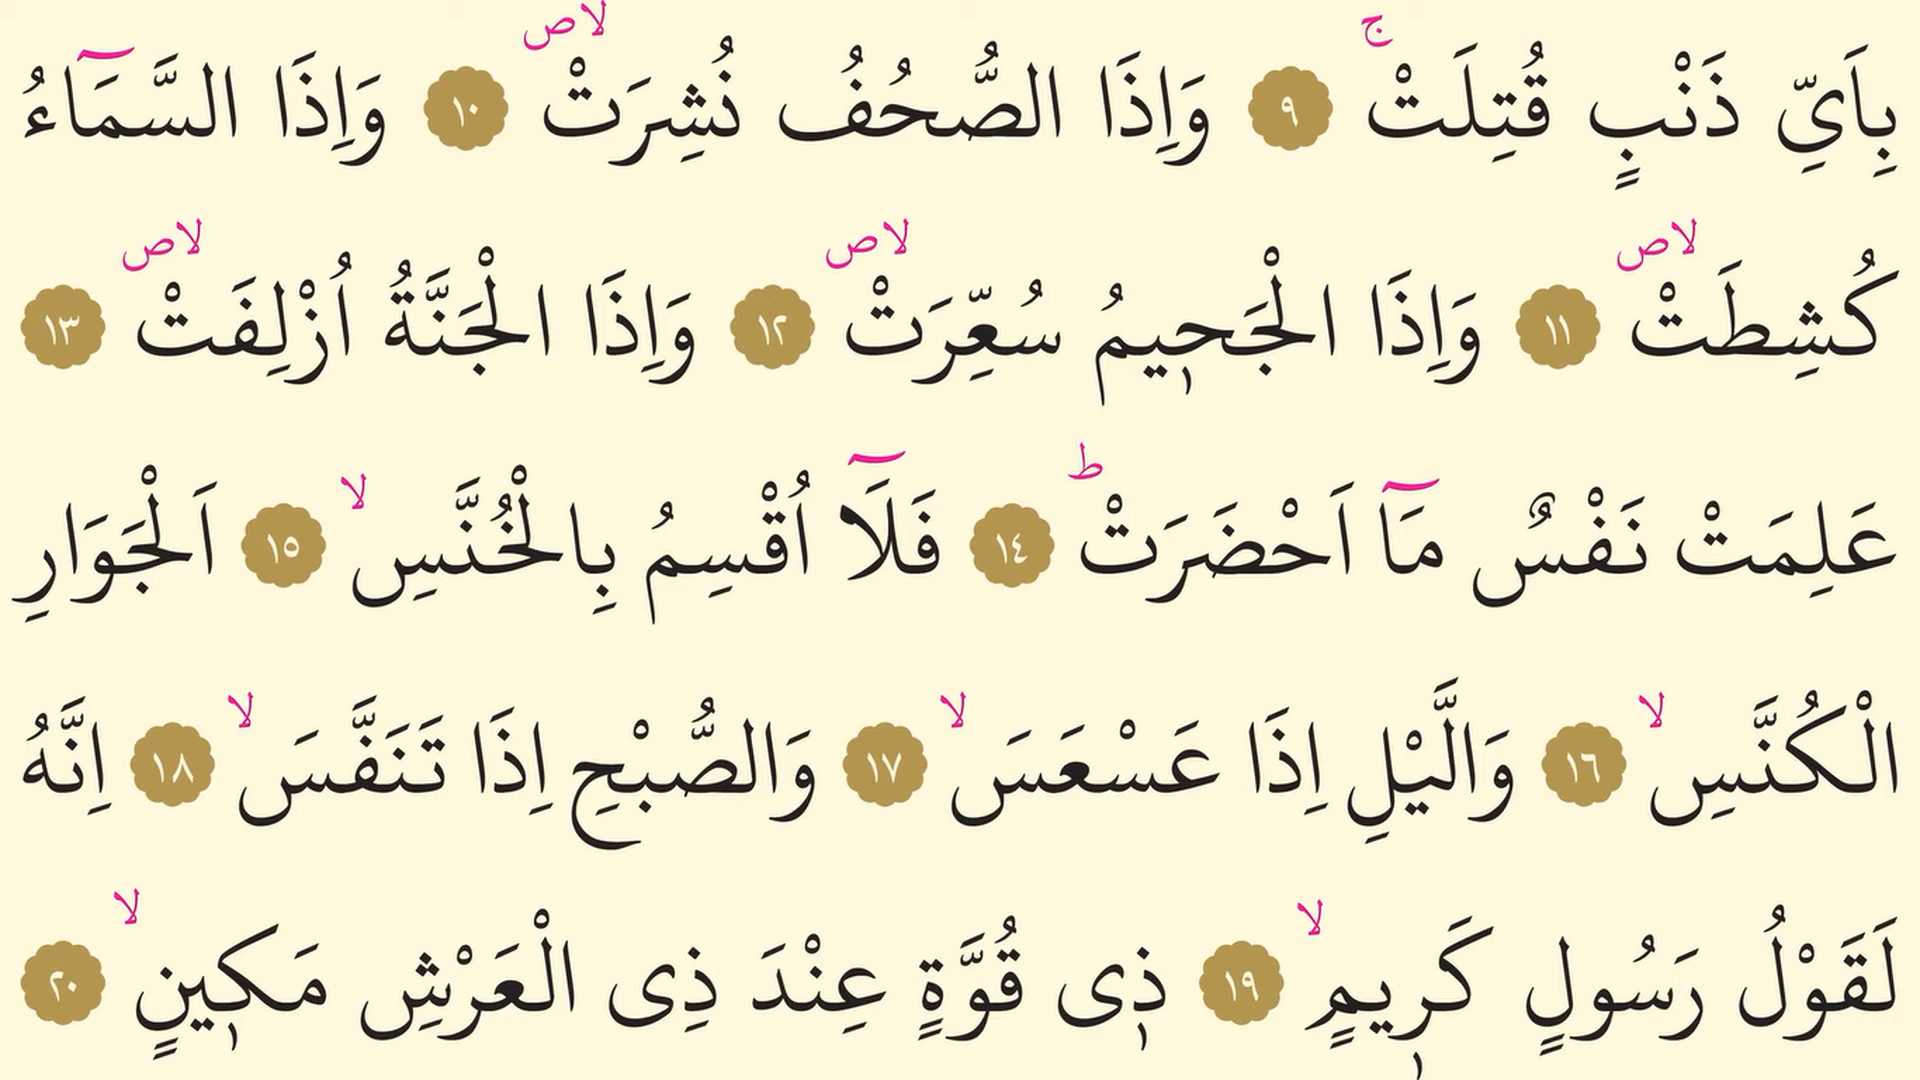 بِاَىِّ ذَنْبٍ قُتِلَتْۚ ﴿٩﴾ وَاِذَا الصُّحُفُ نُشِرَتْۙۖ ﴿١٠﴾ وَاِذَا السَّمَٓاءُ
كُشِطَتْۙۖ ﴿١١﴾ وَاِذَا الْجَح۪يمُ سُعِّرَتْۙۖ ﴿١٢﴾ وَاِذَا الْجَنَّةُ اُزْلِفَتْۙۖ ﴿١٣﴾
عَلِمَتْ نَفْسٌ مَٓا اَحْضَرَتْۜ ﴿١٤﴾ فَلَٓا اُقْسِمُ بِالْخُنَّسِۙ ﴿١٥﴾ اَلْجَوَارِ
الْكُنَّسِۙ ﴿١٦﴾ وَالَّيْلِ اِذَا عَسْعَسَۙ ﴿١٧﴾ وَالصُّبْحِ اِذَا تَنَفَّسَۙ ﴿١٨﴾ اِنَّهُ
لَقَوْلُ رَسُولٍ كَر۪يمٍۙ ﴿١٩﴾ ذ۪ى قُوَّةٍ عِنْدَ ذِى الْعَرْشِ مَك۪ينٍۙ ﴿٢٠﴾